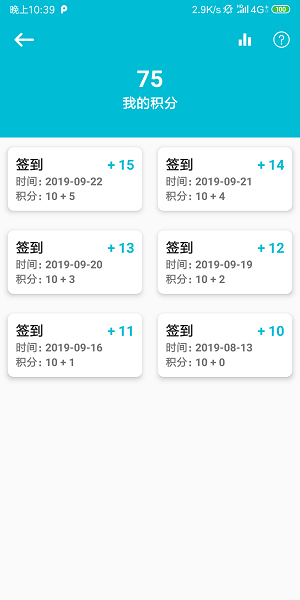 晚上10:39 P 2.9K/s 4G+ 100
75
我的积分
签到 + 15
时间：2019-09-22
积分：10 + 5
签到 + 14
时间：2019-09-21
积分：10 + 4
签到 + 13
时间：2019-09-20
积分：10 + 3
签到 + 12
时间：2019-09-19
积分：10 + 2
签到 + 11
时间：2019-09-16
积分：10 + 1
签到 + 10
时间：2019-08-13
积分：10 + 0